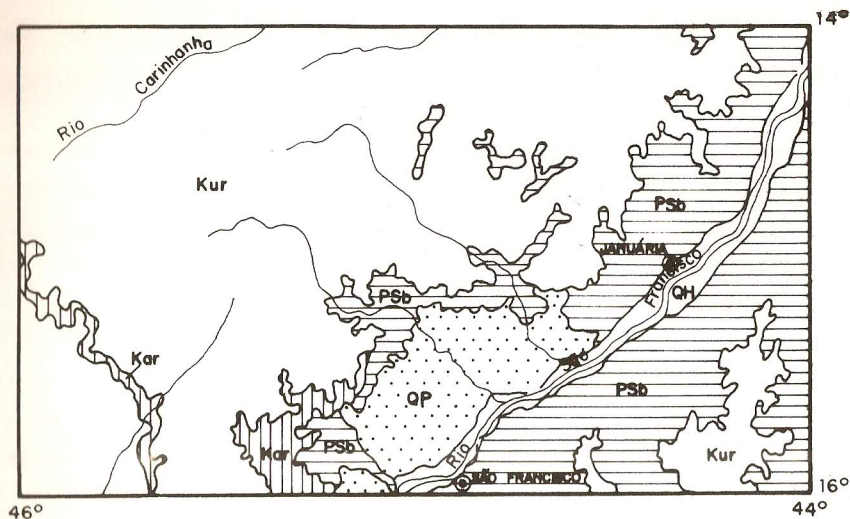 14°
Rio Carinhanha
Kur
PSb
JANUÁRIA
Francisco
QH
PSb
São
Kar
PSb
QP
PSb
Kar
Rio
Kur
SÃO FRANCISCO
46°
16°
44°